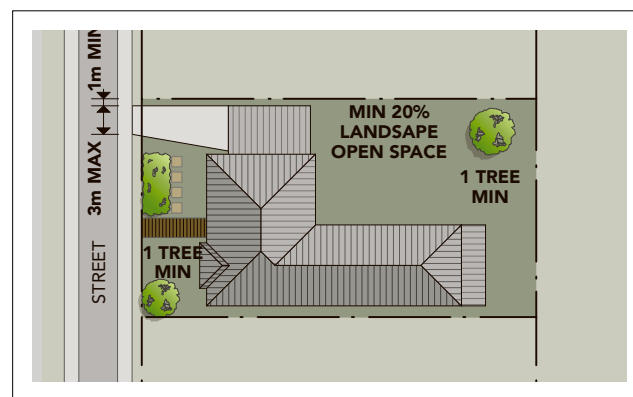 1m MIN
3m MAX
STREET
MIN 20%
LANDSAPE
OPEN SPACE
1 TREE
MIN
1 TREE
MIN